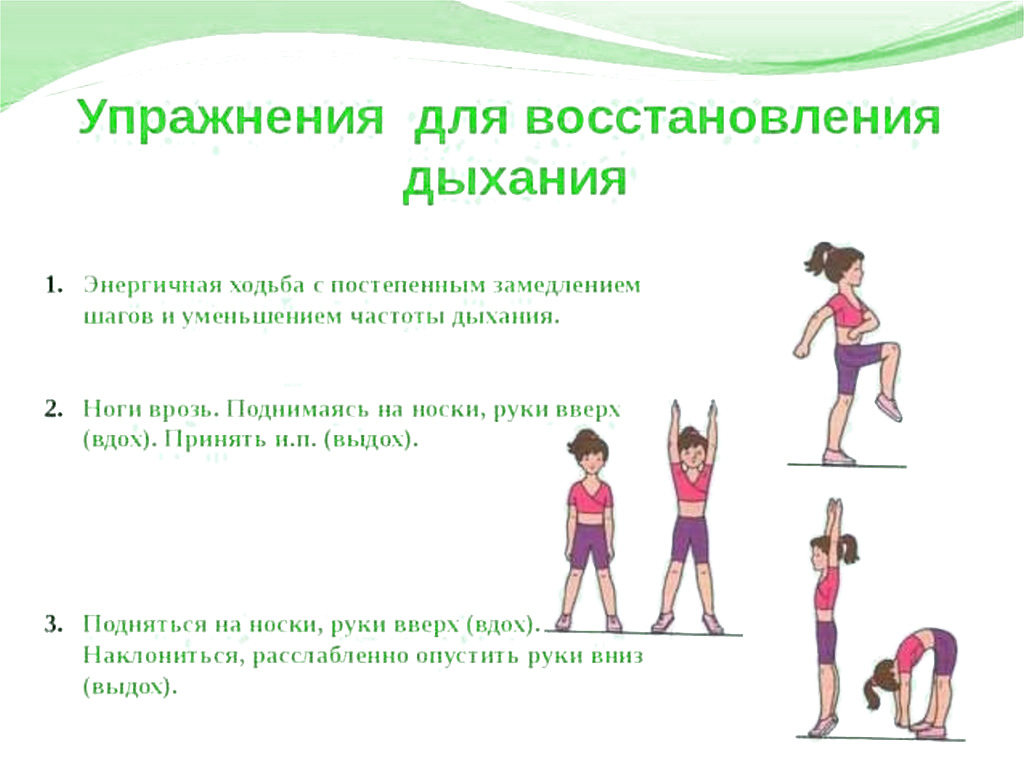 Упражнения для восстановления
дыхания
1. Энергичная ходьба с постепенным замедлением
шагов и уменьшением частоты дыхания.
2. Ноги врозь. Поднимаясь на носки, руки вверх
(вдох). Принять и.п. (выдох).
3. Подняться на носки, руки вверх (вдох).
Наклониться, расслабленно опустить руки вниз
(выдох).